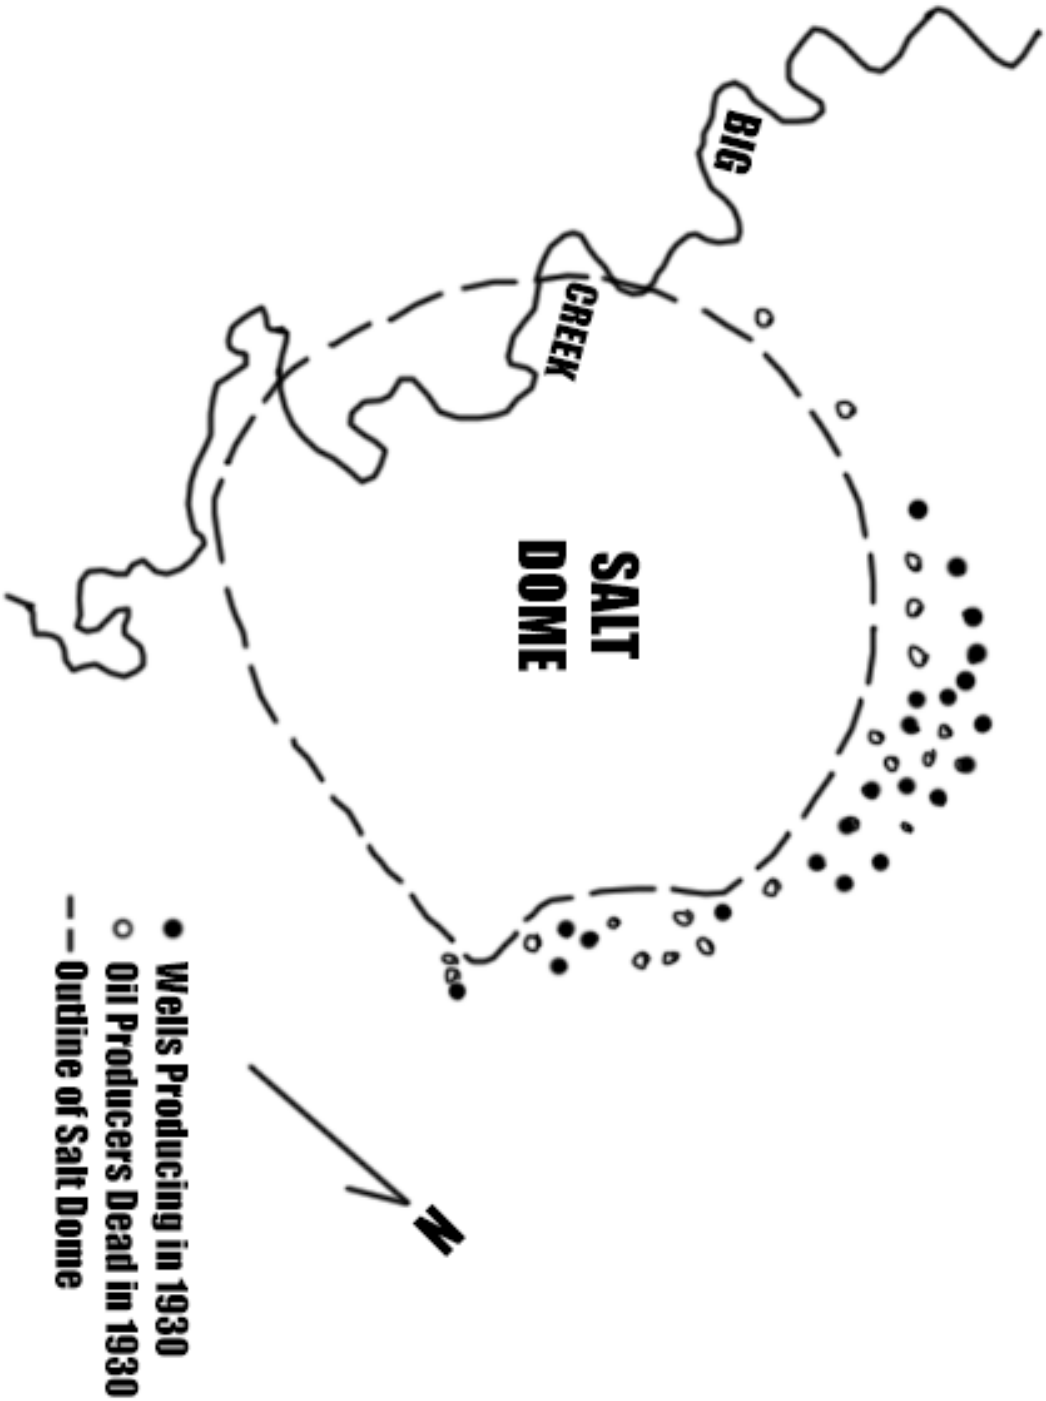 BIG
CREEK
SALT
DOME
Wells Producing in 1930
Oil Producers Dead in 1930
Outline of Salt Dome
N